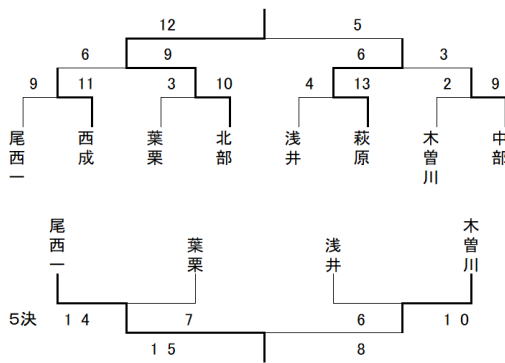 12 5
6 9 6 3
9 11 3 10 4 13 2 9
尾西一 西成 葉栗 北部 浅井 萩原 木曽川 中部
尾西一 葉栗 浅井 木曽川
5決 14 7 6 10
15 8